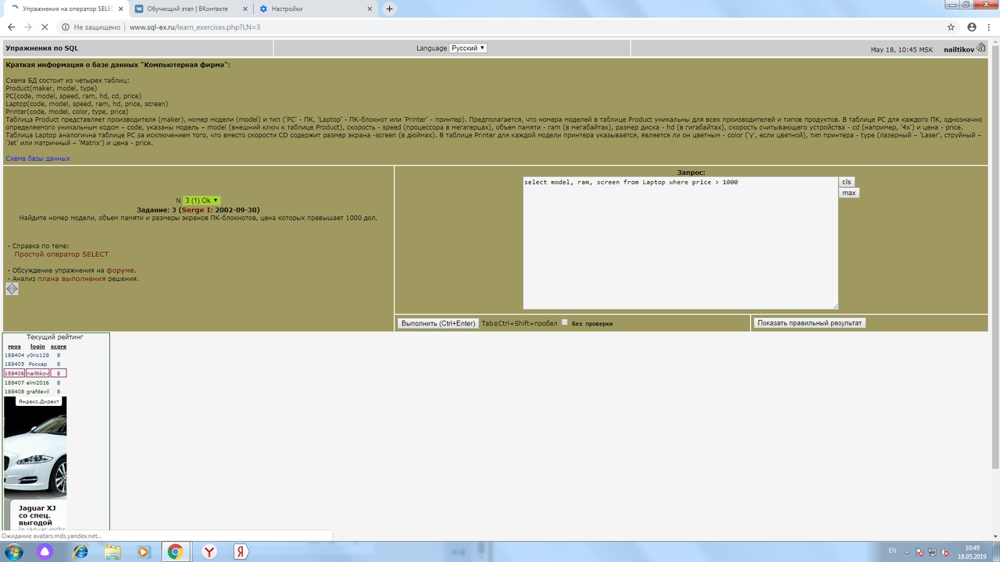 Упражнения на оператор SELEC
Обучающий этап | ВКонтакте
Настройки
Не защищено | www.sql-ex.ru/learn_exercises.php?LN=3
Упражнения по SQL
Language Русский
May 18, 10:45 MSK nailtikov
Краткая информация о базе данных "Компьютерная фирма":
Схема БД состоит из четырех таблиц:
Product(maker, model, type)
PC(code, model, speed, ram, hd, cd, price)
Laptop(code, model, speed, ram, hd, price, screen)
Printer(code, model, color, type, price)
Таблица Product представляет производителя (maker), номер модели (model) и тип ('PC' - ПК, 'Laptop' - ПК-блокнот или 'Printer' - принтер). Предполагается, что номера моделей в таблице Product уникальны для всех производителей и типов продуктов. В таблице PC для каждого ПК, однозначно
определяемого уникальным кодом – code, указаны модель – model (внешний ключ к таблице Product), скорость - speed (процессора в мегагерцах), объем памяти - ram (в мегабайтах), размер диска - hd (в гигабайтах), скорость считывающего устройства - cd (например, '4x') и цена - price.
Таблица Laptop аналогична таблице РС за исключением того, что вместо скорости CD содержит размер экрана -screen (в дюймах). В таблице Printer для каждой модели принтера указывается, является ли он цветным - color ('y', если цветной), тип принтера - type (лазерный – 'Laser', струйный –
'Jet' или матричный – 'Matrix') и цена - price.
Схема базы данных
N 3 (1) Ok
Задание: 3 (Serge I: 2002-09-30)
Найдите номер модели, объем памяти и размеры экранов ПК-блокнотов, цена которых превышает 1000 дол.
· Справка по теме:
Простой оператор SELECT
· Обсуждение упражнения на форуме.
· Анализ плана выполнения решения.
Запрос:
select model, ram, screen from Laptop where price > 1000
cls
max
Выполнить (Ctrl+Enter) Tab≡Ctrl+Shift+пробел Без проверки
Показать правильный результат
Текущий рейтинг
rpos login score
188404 y0ric128 8
188405 Роскар 8
188406 nailtikov 8
188407 elm2016 8
188408 grafdevil 8
Яндекс.Директ
Jaguar XJ
со спец.
выгодой
Ожидание avatars.mds.yandex.net...
EN
10:49
18.05.2019